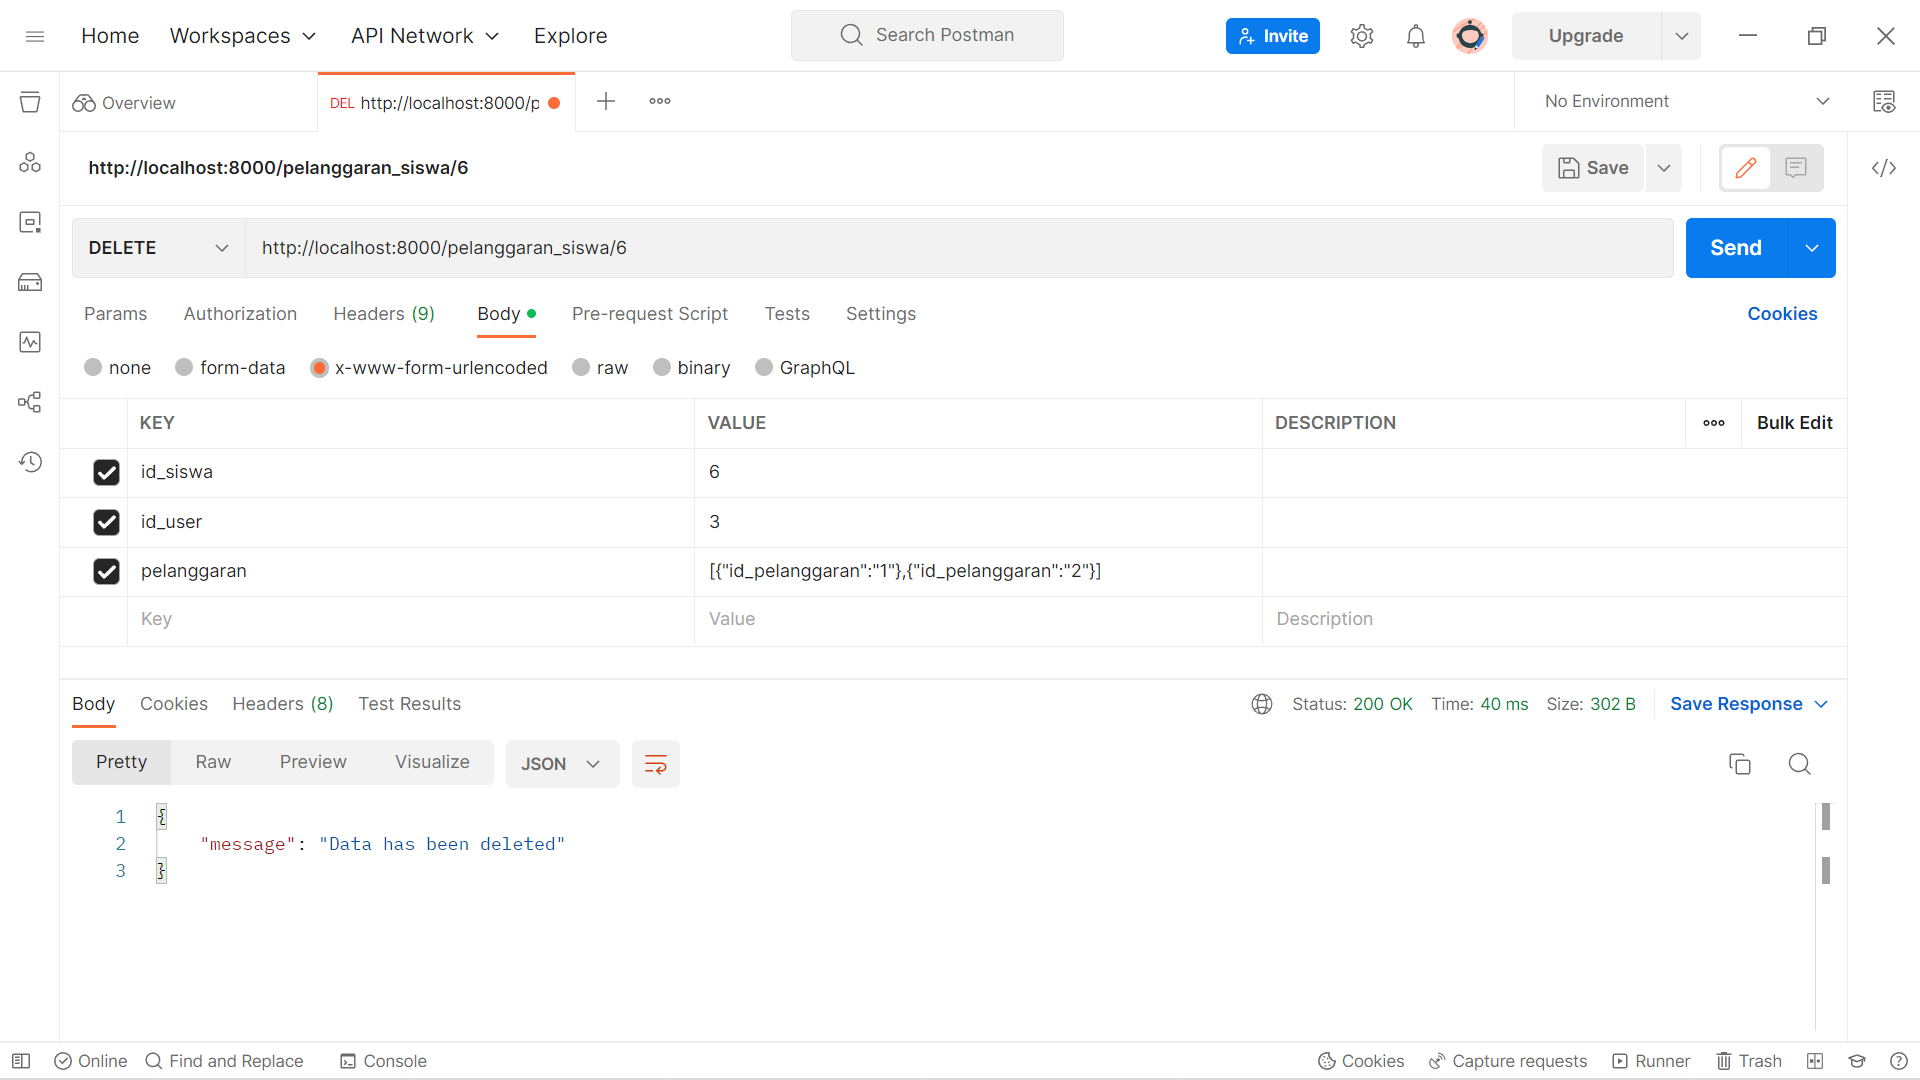 Home Workspaces API Network Explore Search Postman Invite Upgrade
Overview DEL http://localhost:8000/p No Environment
http://localhost:8000/pelanggaran_siswa/6 Save
DELETE http://localhost:8000/pelanggaran_siswa/6 Send
Params Authorization Headers (9) Body Pre-request Script Tests Settings Cookies
none form-data x-www-form-urlencoded raw binary GraphQL
KEY VALUE DESCRIPTION Bulk Edit
id_siswa 6
id_user 3
pelanggaran [{"id_pelanggaran":"1"},{"id_pelanggaran":"2"}]
Key Value Description
Body Cookies Headers (8) Test Results Status: 200 OK Time: 40 ms Size: 302 B Save Response
Pretty Raw Preview Visualize JSON
1 {
2 "message": "Data has been deleted"
3 }
Online Find and Replace Console Cookies Capture requests Runner Trash